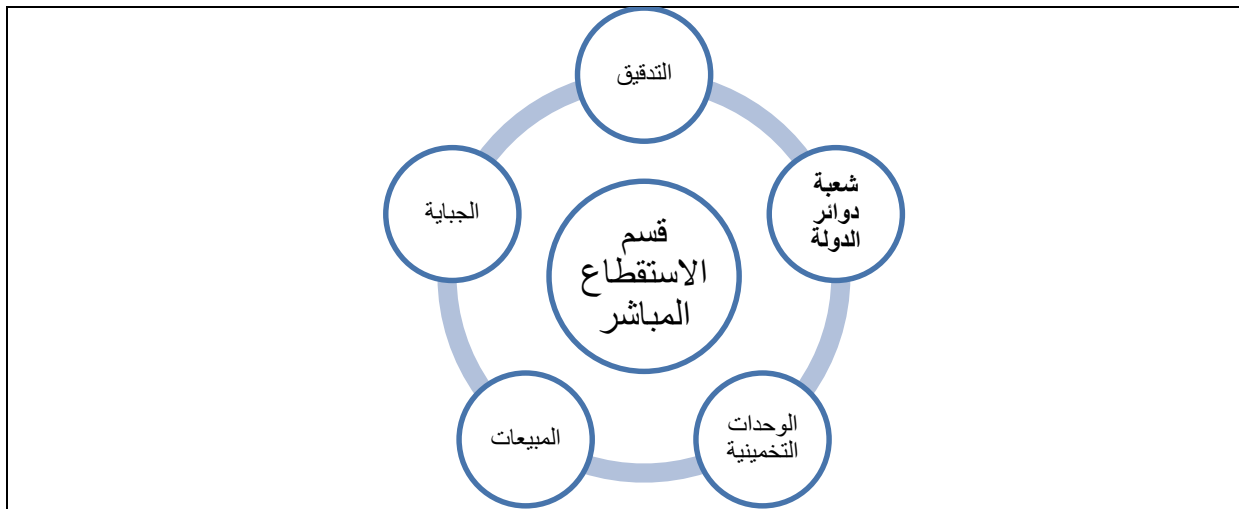 التدقيق
شعبة
دوائر
الدولة
الجباية
قسم
الاستقطاع
المباشر
الوحدات
التخمينية
المبيعات